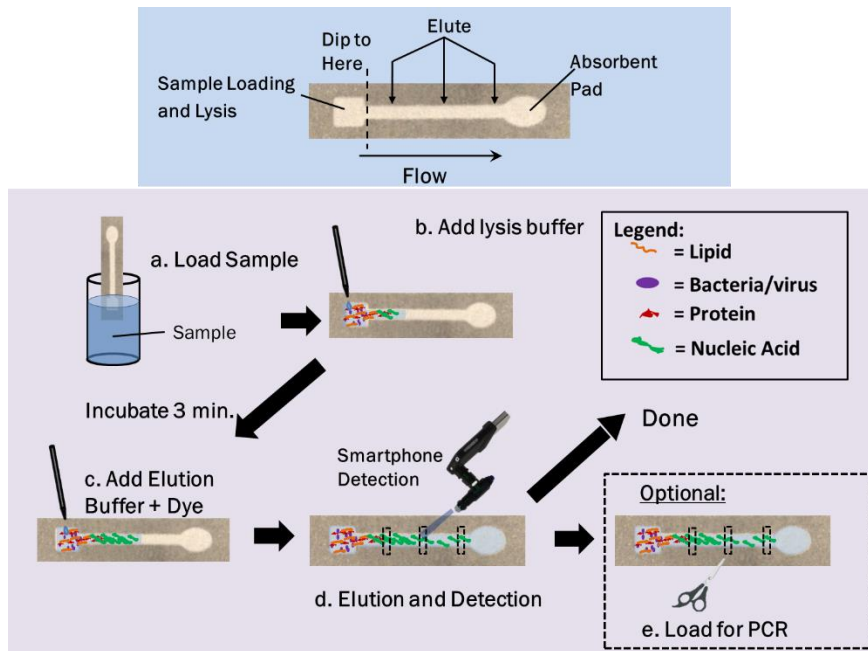 Dip to
Here
Elute
Sample Loading
and Lysis
Absorbent
Pad
Flow
a. Load Sample
Sample
b. Add lysis buffer
Legend:
= Lipid
= Bacteria/virus
= Protein
= Nucleic Acid
Incubate 3 min.
c. Add Elution
Buffer + Dye
Smartphone
Detection
d. Elution and Detection
Done
Optional:
e. Load for PCR